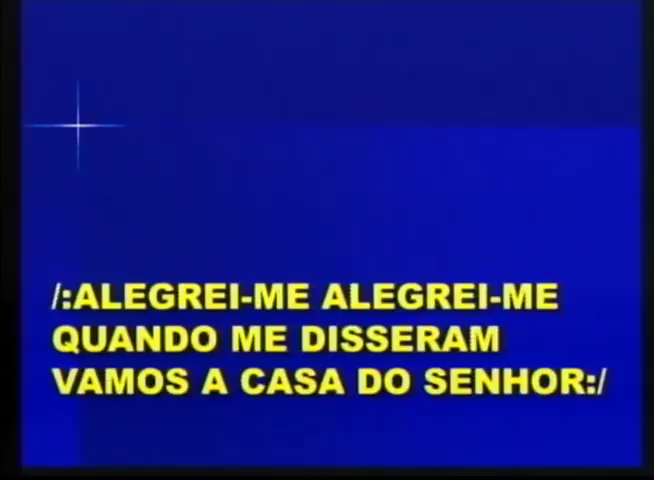 /:ALEGREI-ME ALEGREI-ME
QUANDO ME DISSERAM
VAMOS A CASA DO SENHOR:/